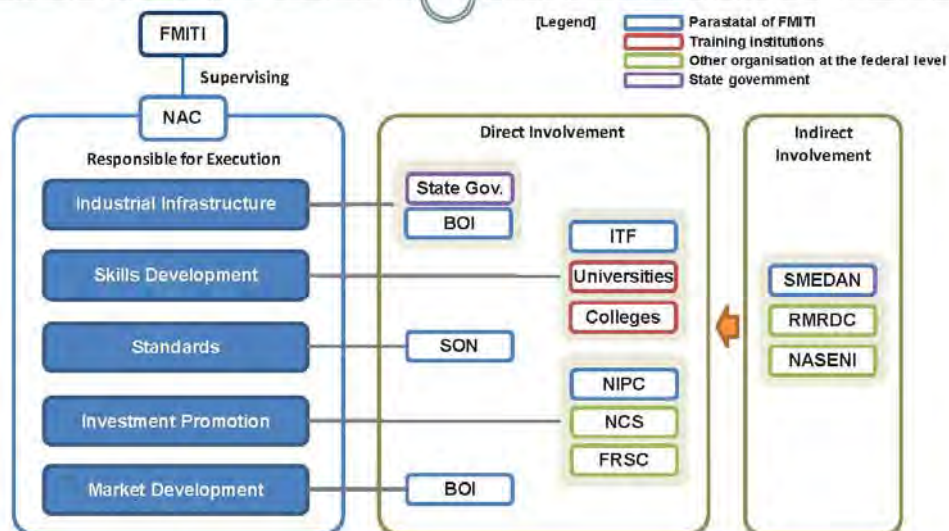 FMITI
Supervising
NAC
Responsible for Execution
Industrial Infrastructure
Skills Development
Standards
Investment Promotion
Market Development
[Legend]
Parastatal of FMITI
Training institutions
Other organisation at the federal level
State government
Direct Involvement
State Gov.
BOI
ITF
Universities
Colleges
SON
NIPC
NCS
FRSC
BOI
Indirect
Involvement
SMEDAN
RMRDC
NASENI